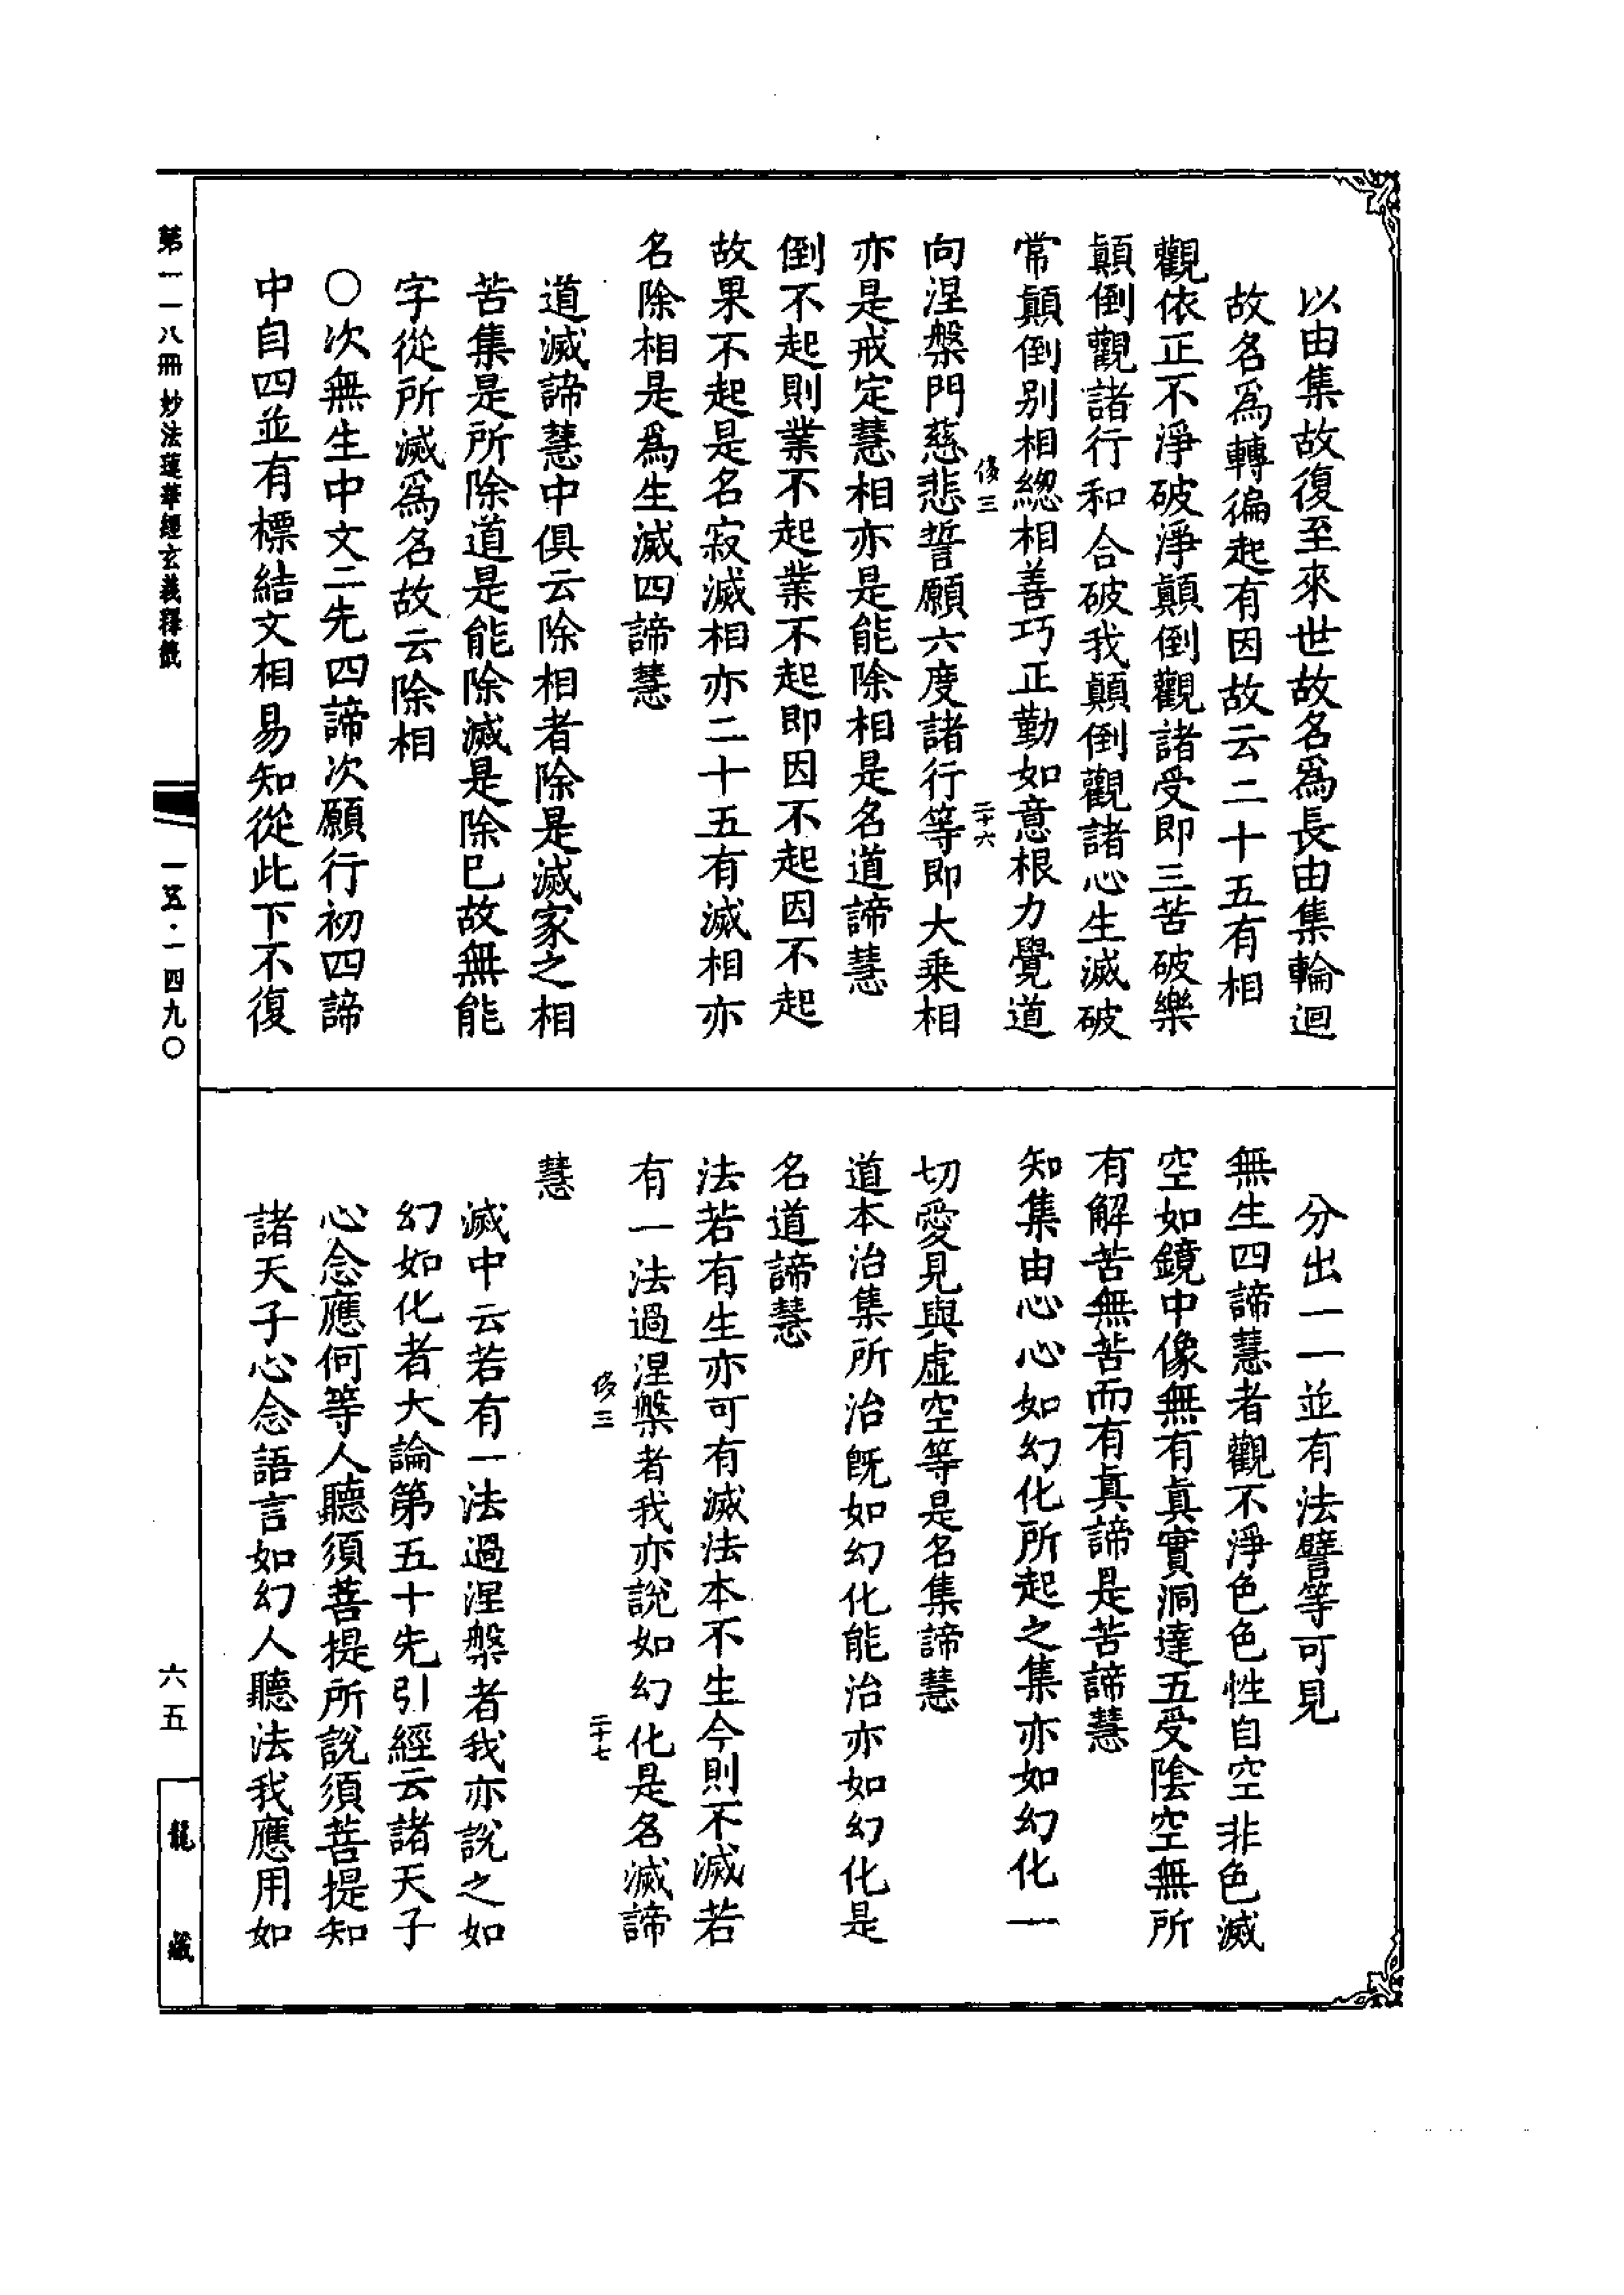 以由集故復至來世故名爲長由集輪迴
故名爲轉徧起有因故云二十五有相
觀依正不淨破淨顛倒觀諸受即三苦破樂
顛倒觀諸行和合破我顛倒觀諸心生滅破
常顛倒別相總相善巧正勤如意根力覺道
侈三
二十六
向涅槃門慈悲誓願六度諸行等即大乗相
亦是戒定慧相亦是能除相是名道諦慧
倒不起則業不起業不起即因不起因不起
故果不起是名寂滅相亦二十五有滅相亦
名除相是爲生滅四諦慧
道滅諦慧中俱云除相者除是滅家之相
苦集是所除道是能除滅是除已故無能
字從所滅爲名故云除相
○次無生中文二先四諦次願行初四諦
中自四並有標結文相易知從此下不復
分出一一並有法譬等可見
無生四諦慧者觀不淨色色性自空非色滅
空如鏡中像無有真實洞達五受陰空無所
有解苦無苦而有真諦是苦諦慧
知集由心心如幻化所起之集亦如幻化一
切愛見與虛空等是名集諦慧
道本治集所治旣如幻化能治亦如幻化是
名道諦慧
法若有生亦可有滅法本不生今則不滅若
有一法過涅槃者我亦說如幻化是名滅諦
侈三
二十七
慧
滅中云若有一法過涅槃者我亦說之如
幻如化者大論第五十先引經云諸天子
心念應何等人聽須菩提所說須菩提知
諸天子心念語言如幻人聽法我應用如
第一一八冊 妙法蓮華經玄義釋籤
一五·一四九〇
六五
龍藏